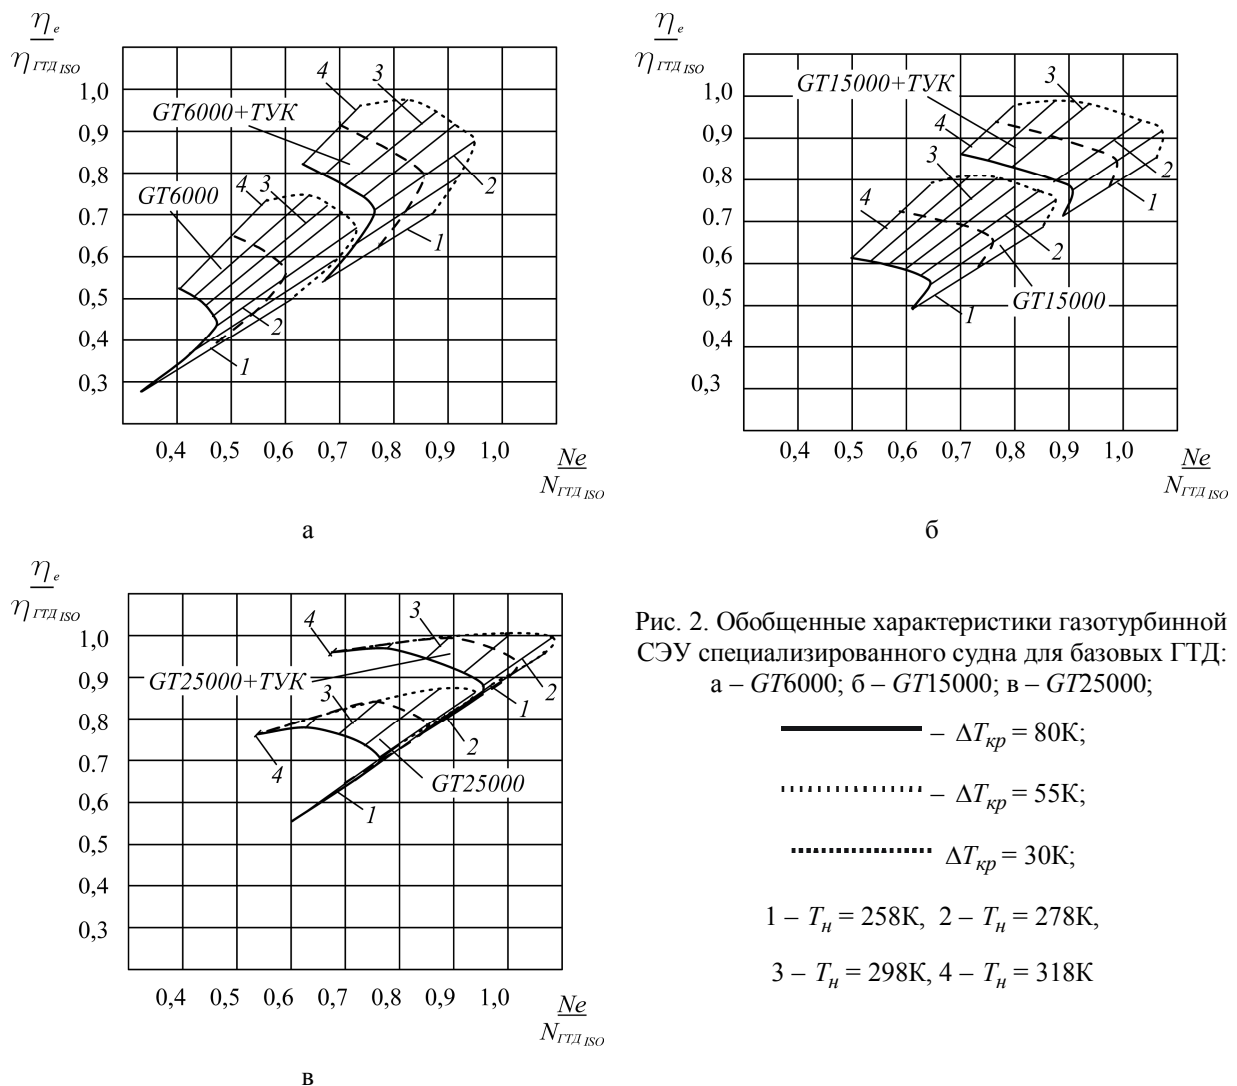 ηₑ
η ГТД ISO
1,0
0,9
0,8
0,7
0,6
0,5
0,4
0,3
4
3
GT6000+ТУК
4
3
GT6000
2
1
2
1
0,4 0,5 0,6 0,7 0,8 0,9 1,0
Ne
N ГТД ISO
а
ηₑ
η ГТД ISO
1,0
0,9
0,8
0,7
0,6
0,5
0,4
0,3
3
GT15000+ТУК
4
3
2
4
1
2
GT15000
1
0,4 0,5 0,6 0,7 0,8 0,9 1,0
Ne
N ГТД ISO
б
ηₑ
η ГТД ISO
1,0
0,9
0,8
0.7
0,6
0,5
0,4
0,3
4
3
GT25000+ТУК
3
2
1
2
4
GT25000
1
0,4 0,5 0,6 0,7 0,8 0,9 1,0
Ne
N ГТД ISO
в
Рис. 2. Обобщенные характеристики газотурбинной
СЭУ специализированного судна для базовых ГТД:
а – GT6000; б – GT15000; в – GT25000;
– ΔTкр = 80К;
– ΔTкр = 55К;
ΔTкр = 30К;
1 – Tн = 258К, 2 – Tн = 278К,
3 – Tн = 298К, 4 – Tн = 318К